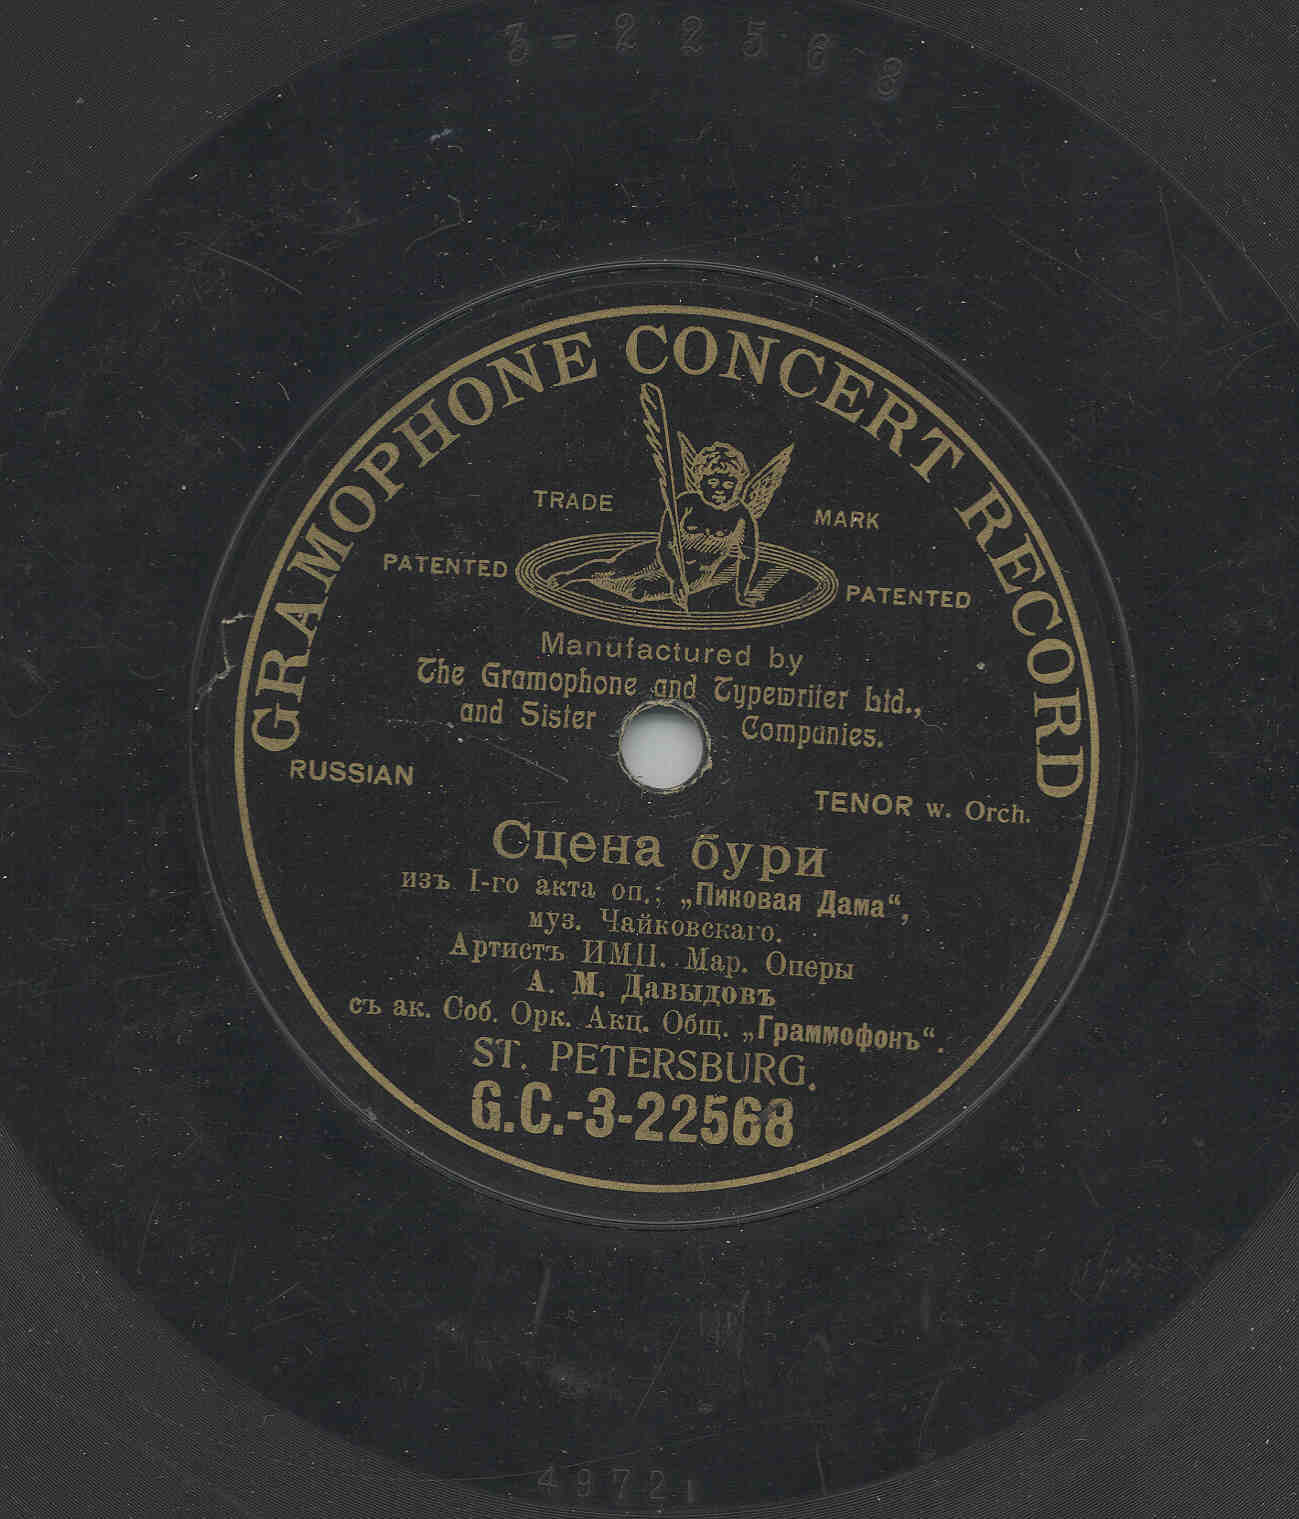 3-22568
GRAMOPHONE CONCERT RECORD
TRADE MARK
PATENTED PATENTED
Manufactured by
The Gramophone and Typewriter Ltd.,
and Sister Companies.
RUSSIAN
TENOR w. Orch.
Сцена бури
изъ I-го акта оп.: „Пиковая Дама“,
муз. Чайковскаго.
Артистъ ИМП. Мар. Оперы
А. М. Давыдовъ
съ ак. Соб. Орк. Акц. Общ. „Граммофонъ“.
ST. PETERSBURG.
G.C.-3-22568
4972